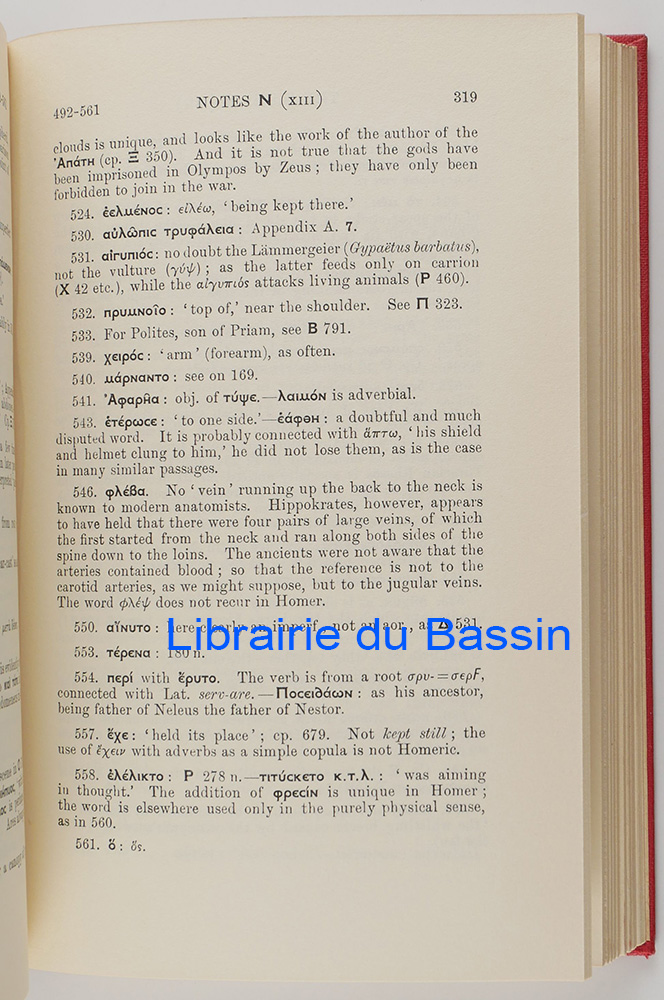 492-561 NOTES Ν (XIII) 319
clouds is unique, and looks like the work of the author of the
Ἀπάτη (cp. Ξ 350). And it is not true that the gods have
been imprisoned in Olympos by Zeus ; they have only been
forbidden to join in the war.
524. ἐελμένος : εἰλέω, ‘being kept there.’
530. αὐλῶπις τρυφάλεια : Appendix A. 7.
531. αἰγυπιός : no doubt the Lämmergeier (Gypaëtus barbatus),
not the vulture (γύψ) ; as the latter feeds only on carrion
(Χ 42 etc.), while the αἰγυπιός attacks living animals (Ρ 460).
532. πρυμνοῖο : ‘top of,’ near the shoulder. See Π 323.
533. For Polites, son of Priam, see Β 791.
539. χειρός : ‘arm’ (forearm), as often.
540. μάρναντο : see on 169.
541. Ἀφαρῆα : obj. of τύψε.—λαιμόν is adverbial.
543. ἑτέρωσε : ‘to one side.’—ἑάφθη : a doubtful and much
disputed word. It is probably connected with ἅπτω, ‘his shield
and helmet clung to him,’ he did not lose them, as is the case
in many similar passages.
546. φλέβα. No ‘vein’ running up the back to the neck is
known to modern anatomists. Hippokrates, however, appears
to have held that there were four pairs of large veins, of which
the first started from the neck and ran along both sides of the
spine down to the loins. The ancients were not aware that the
arteries contained blood ; so that the reference is not to the
carotid arteries, as we might suppose, but to the jugular veins.
The word φλέψ does not recur in Homer.
550. αἴνυτο : here clearly an imperf., not an aor., as Δ 531.
Librairie du Bassin
553. τέρενα : 180 n.
554. περί with ἔρυτο. The verb is from a root σρυ-=σερϜ,
connected with Lat. serv-are.—Ποσειδάων : as his ancestor,
being father of Neleus the father of Nestor.
557. ἔχε : ‘held its place’ ; cp. 679. Not kept still ; the
use of ἔχειν with adverbs as a simple copula is not Homeric.
558. ἐλέλικτο : Ρ 278 n.—τιτύσκετο κ.τ.λ. : ‘was aiming
in thought.’ The addition of φρεσίν is unique in Homer ;
the word is elsewhere used only in the purely physical sense,
as in 560.
561. ὅ : ὅς.